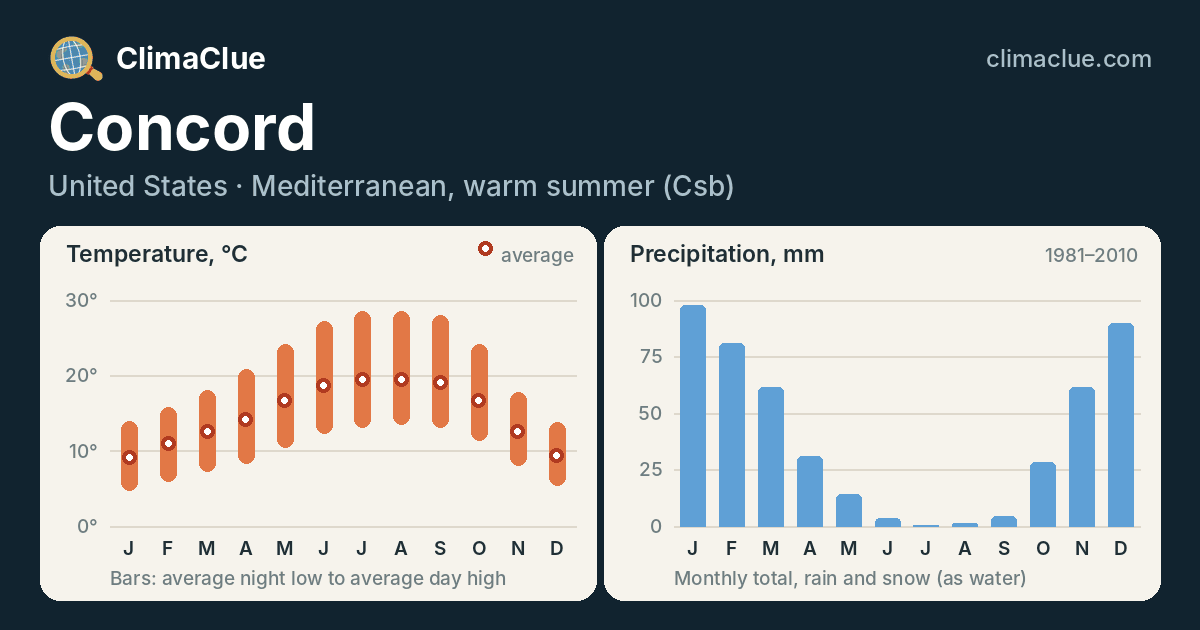 ClimaClue
climaclue.com
Concord
United States · Mediterranean, warm summer (Csb)
Temperature, °C
average
30°
20°
10°
0°
J F M A M J J A S O N D
Bars: average night low to average day high
Precipitation, mm
1981–2010
100
75
50
25
0
J F M A M J J A S O N D
Monthly total, rain and snow (as water)